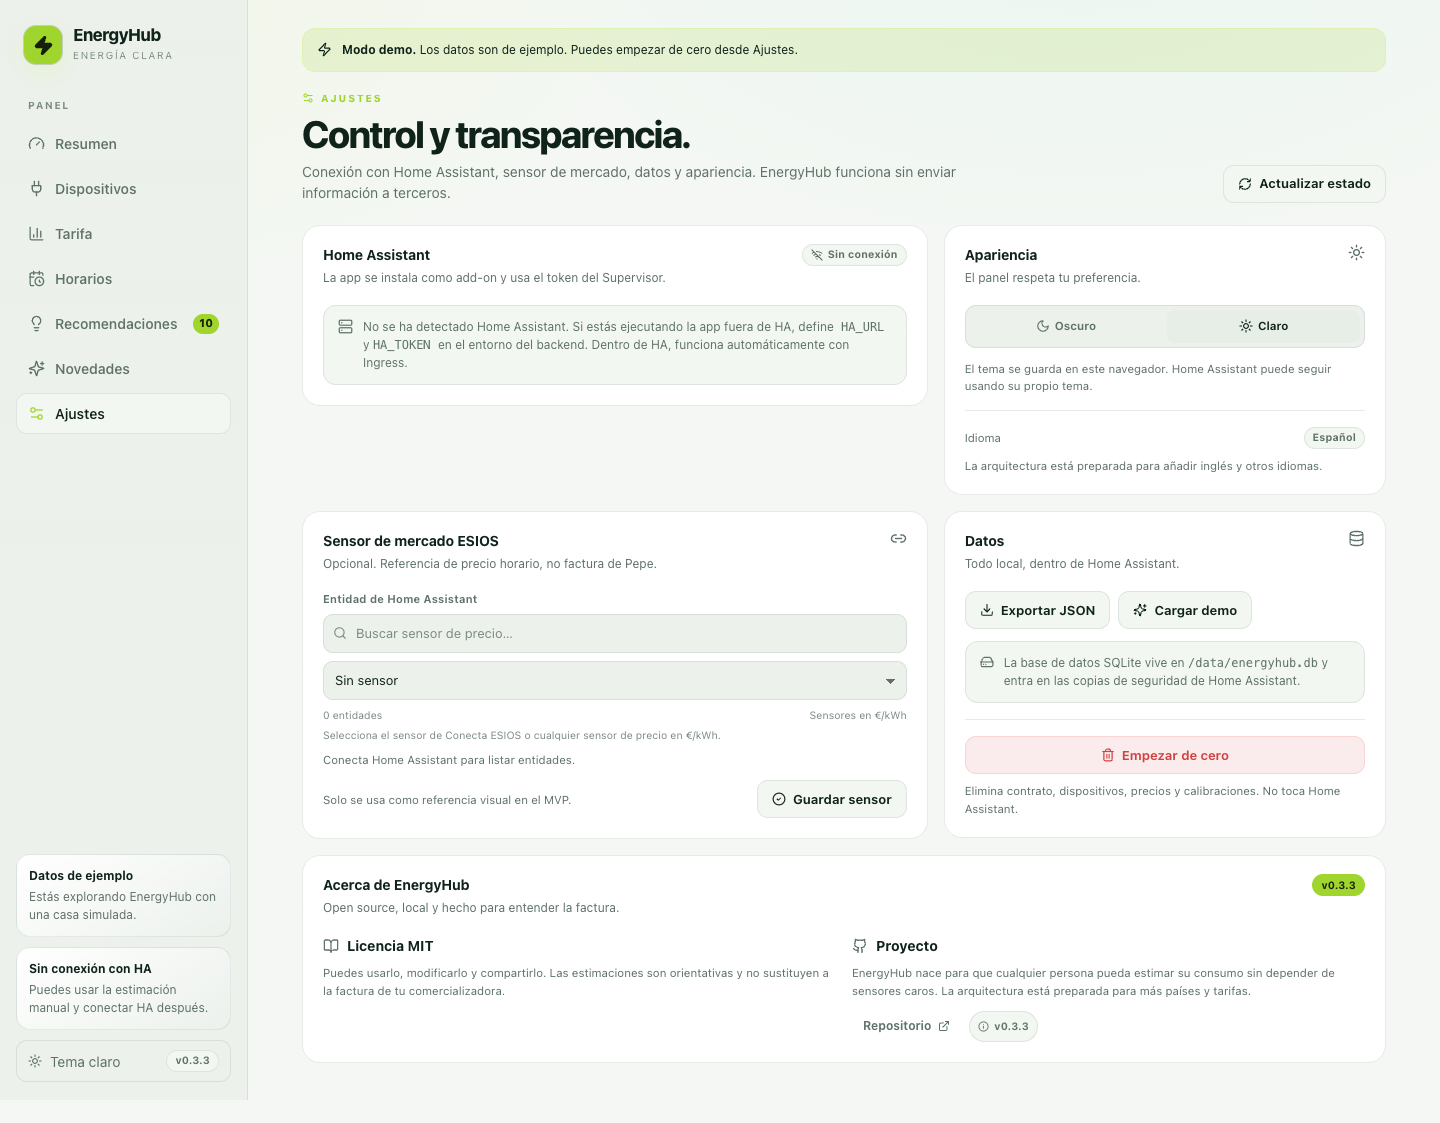 EnergyHub
ENERGÍA CLARA
PANEL
Resumen
Dispositivos
Tarifa
Horarios
Recomendaciones 10
Novedades
Ajustes
Datos de ejemplo
Estás explorando EnergyHub con
una casa simulada.
Sin conexión con HA
Puedes usar la estimación
manual y conectar HA después.
Tema claro v0.3.3
Modo demo. Los datos son de ejemplo. Puedes empezar de cero desde Ajustes.
AJUSTES
Control y transparencia.
Conexión con Home Assistant, sensor de mercado, datos y apariencia. EnergyHub funciona sin enviar
información a terceros.
Actualizar estado
Home Assistant
Sin conexión
La app se instala como add-on y usa el token del Supervisor.
No se ha detectado Home Assistant. Si estás ejecutando la app fuera de HA, define HA_URL
y HA_TOKEN en el entorno del backend. Dentro de HA, funciona automáticamente con
Ingress.
Apariencia
El panel respeta tu preferencia.
Oscuro Claro
El tema se guarda en este navegador. Home Assistant puede seguir
usando su propio tema.
Idioma Español
La arquitectura está preparada para añadir inglés y otros idiomas.
Sensor de mercado ESIOS
Opcional. Referencia de precio horario, no factura de Pepe.
Entidad de Home Assistant
Buscar sensor de precio...
Sin sensor
0 entidades Sensores en €/kWh
Selecciona el sensor de Conecta ESIOS o cualquier sensor de precio en €/kWh.
Conecta Home Assistant para listar entidades.
Solo se usa como referencia visual en el MVP.
Guardar sensor
Datos
Todo local, dentro de Home Assistant.
Exportar JSON Cargar demo
La base de datos SQLite vive en /data/energyhub.db y
entra en las copias de seguridad de Home Assistant.
Empezar de cero
Elimina contrato, dispositivos, precios y calibraciones. No toca Home
Assistant.
Acerca de EnergyHub
v0.3.3
Open source, local y hecho para entender la factura.
Licencia MIT
Puedes usarlo, modificarlo y compartirlo. Las estimaciones son orientativas y no sustituyen a
la factura de tu comercializadora.
Proyecto
EnergyHub nace para que cualquier persona pueda estimar su consumo sin depender de
sensores caros. La arquitectura está preparada para más países y tarifas.
Repositorio v0.3.3